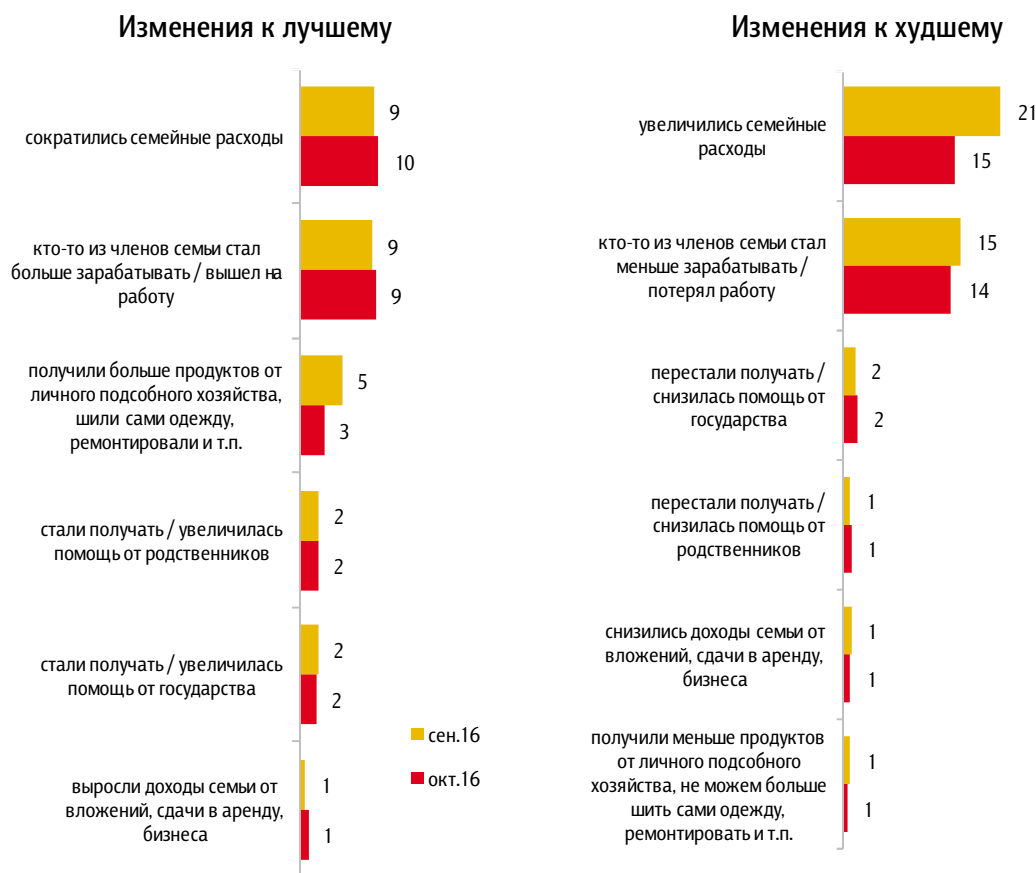 Изменения к лучшему
сократились семейные расходы
9
10
кто-то из членов семьи стал
больше зарабатывать / вышел на
работу
9
9
получили больше продуктов от
личного подсобного хозяйства,
шили сами одежду,
ремонтировали и т.п.
5
3
стали получать / увеличилась
помощь от родственников
2
2
стали получать / увеличилась
помощь от государства
2
2
выросли доходы семьи от
вложений, сдачи в аренду,
бизнеса
1
1
сен.16
окт.16
Изменения к худшему
увеличились семейные
расходы
21
15
кто-то из членов семьи стал
меньше зарабатывать /
потерял работу
15
14
перестали получать /
снизилась помощь от
государства
2
2
перестали получать /
снизилась помощь от
родственников
1
1
снизились доходы семьи от
вложений, сдачи в аренду,
бизнеса
1
1
получили меньше продуктов
от личного подсобного
хозяйства, не можем больше
шить сами одежду,
ремонтировать и т.п.
1
1